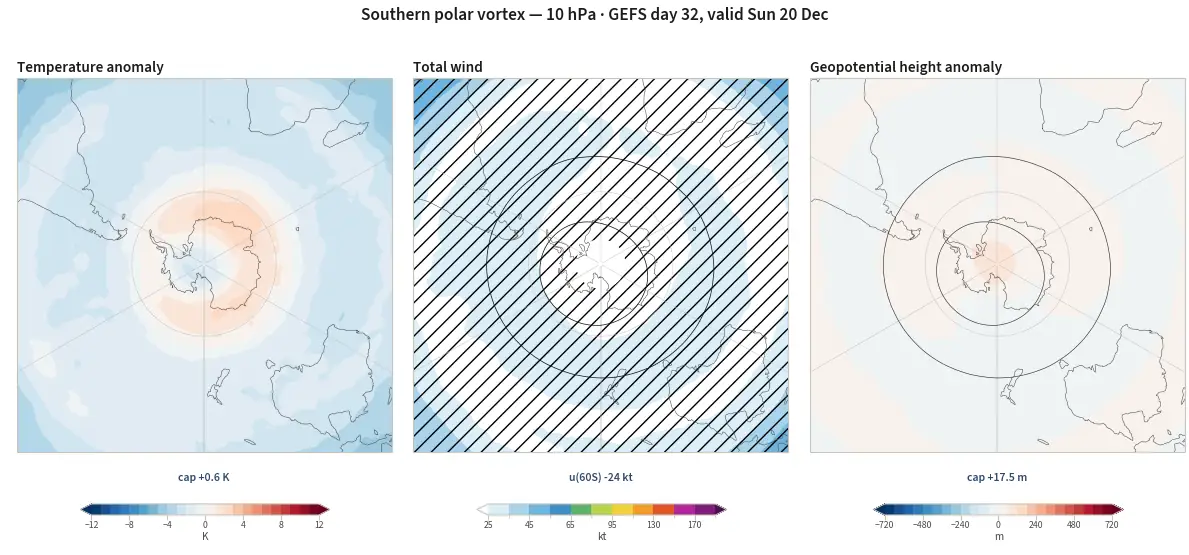 Southern polar vortex — 10 hPa · GEFS day 32, valid Sun 20 Dec
Temperature anomaly
Total wind
Geopotential height anomaly
cap +0.6 K
u(60S) -24 kt
cap +17.5 m
−12 −8 −4 0 4 8 12
K
25 45 65 95 130 170
kt
−720 −480 −240 0 240 480 720
m